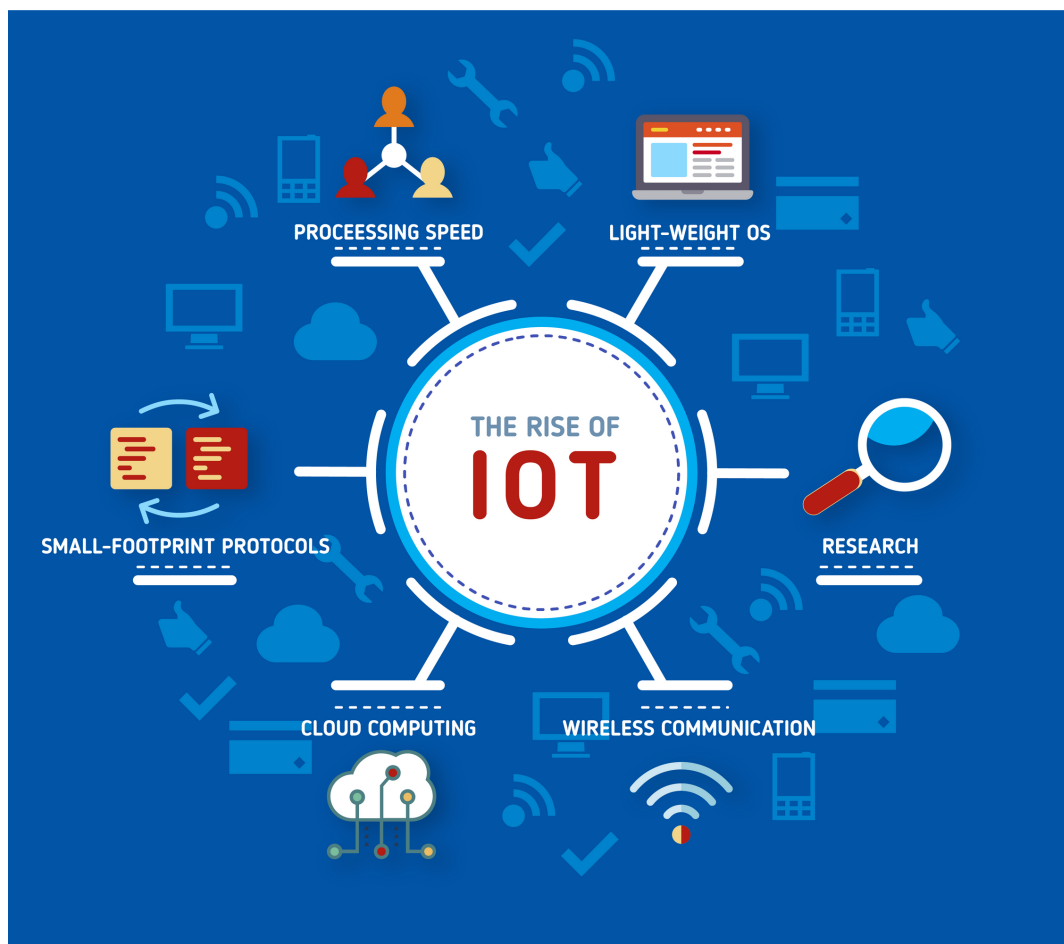 PROCEESSING SPEED
LIGHT-WEIGHT OS
THE RISE OF
IOT
SMALL-FOOTPRINT PROTOCOLS
RESEARCH
CLOUD COMPUTING
WIRELESS COMMUNICATION